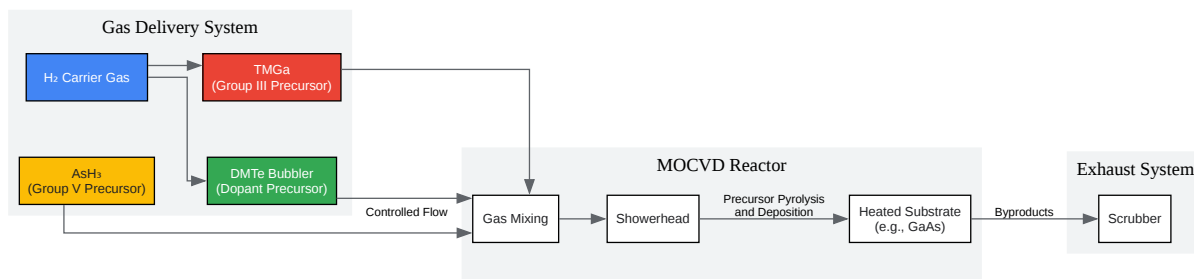 Gas Delivery System
H₂ Carrier Gas
TMGa
(Group III Precursor)
AsH₃
(Group V Precursor)
DMTe Bubbler
(Dopant Precursor)
Controlled Flow
MOCVD Reactor
Gas Mixing
Showerhead
Precursor Pyrolysis
and Deposition
Heated Substrate
(e.g., GaAs)
Byproducts
Exhaust System
Scrubber